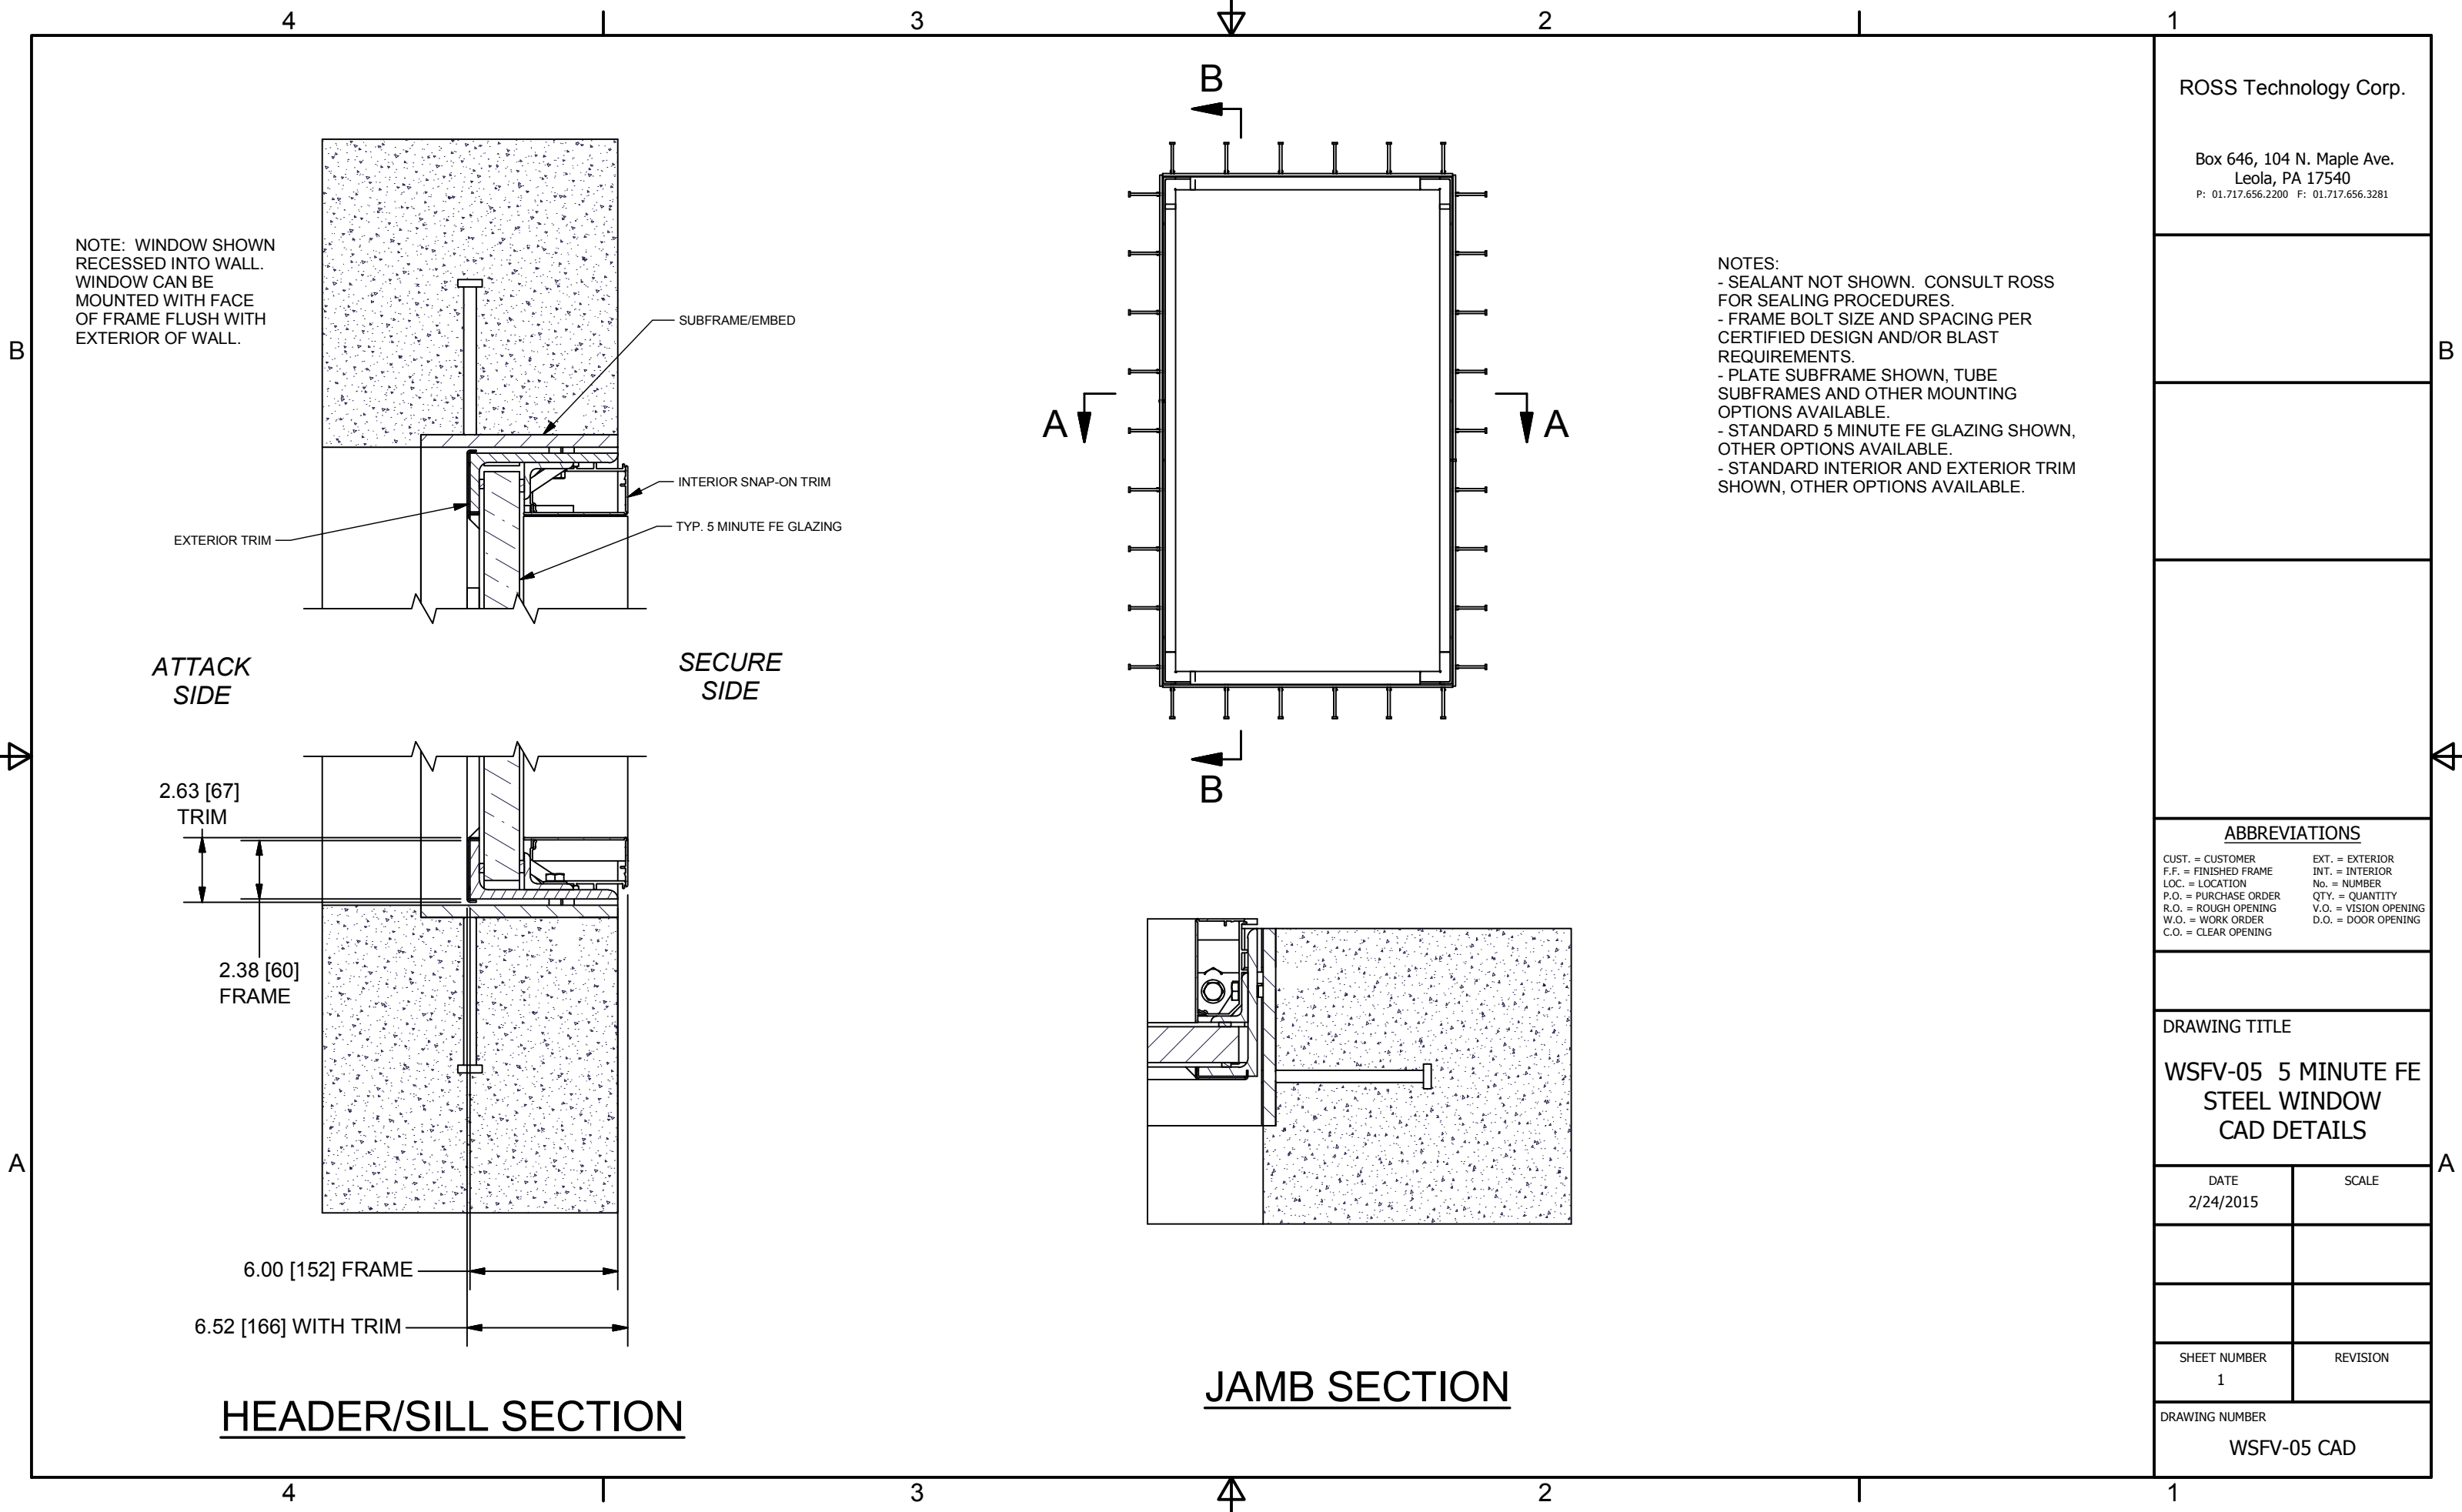 4
3
2
1
B
A
B
A
NOTE: WINDOW SHOWN
RECESSED INTO WALL.
WINDOW CAN BE
MOUNTED WITH FACE
OF FRAME FLUSH WITH
EXTERIOR OF WALL.
SUBFRAME/EMBED
INTERIOR SNAP-ON TRIM
TYP. 5 MINUTE FE GLAZING
EXTERIOR TRIM
ATTACK
SIDE
SECURE
SIDE
2.63 [67]
TRIM
2.38 [60]
FRAME
6.00 [152] FRAME
6.52 [166] WITH TRIM
HEADER/SILL SECTION
B
A
A
B
JAMB SECTION
NOTES:
- SEALANT NOT SHOWN. CONSULT ROSS
FOR SEALING PROCEDURES.
- FRAME BOLT SIZE AND SPACING PER
CERTIFIED DESIGN AND/OR BLAST
REQUIREMENTS.
- PLATE SUBFRAME SHOWN, TUBE
SUBFRAMES AND OTHER MOUNTING
OPTIONS AVAILABLE.
- STANDARD 5 MINUTE FE GLAZING SHOWN,
OTHER OPTIONS AVAILABLE.
- STANDARD INTERIOR AND EXTERIOR TRIM
SHOWN, OTHER OPTIONS AVAILABLE.
ROSS Technology Corp.
Box 646, 104 N. Maple Ave.
Leola, PA 17540
P: 01.717.656.2200 F: 01.717.656.3281
ABBREVIATIONS
CUST. = CUSTOMER
F.F. = FINISHED FRAME
LOC. = LOCATION
P.O. = PURCHASE ORDER
R.O. = ROUGH OPENING
W.O. = WORK ORDER
C.O. = CLEAR OPENING
EXT. = EXTERIOR
INT. = INTERIOR
No. = NUMBER
QTY. = QUANTITY
V.O. = VISION OPENING
D.O. = DOOR OPENING
DRAWING TITLE
WSFV-05 5 MINUTE FE
STEEL WINDOW
CAD DETAILS
DATE
2/24/2015
SCALE
SHEET NUMBER
1
REVISION
DRAWING NUMBER
WSFV-05 CAD
4
3
2
1